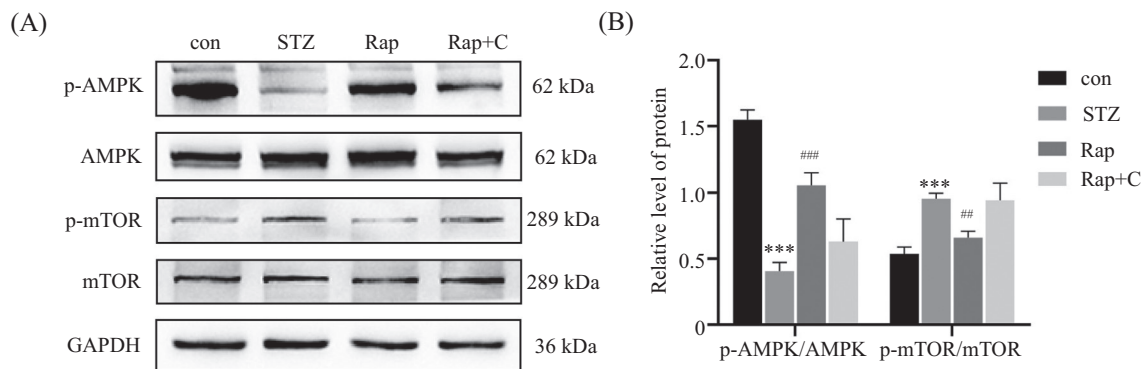 (A)
con STZ Rap Rap+C
p-AMPK 62 kDa
AMPK 62 kDa
p-mTOR 289 kDa
mTOR 289 kDa
GAPDH 36 kDa
(B)
Relative level of protein
2.0
1.5
1.0
0.5
0
***
###
***
##
p-AMPK/AMPK p-mTOR/mTOR
con
STZ
Rap
Rap+C